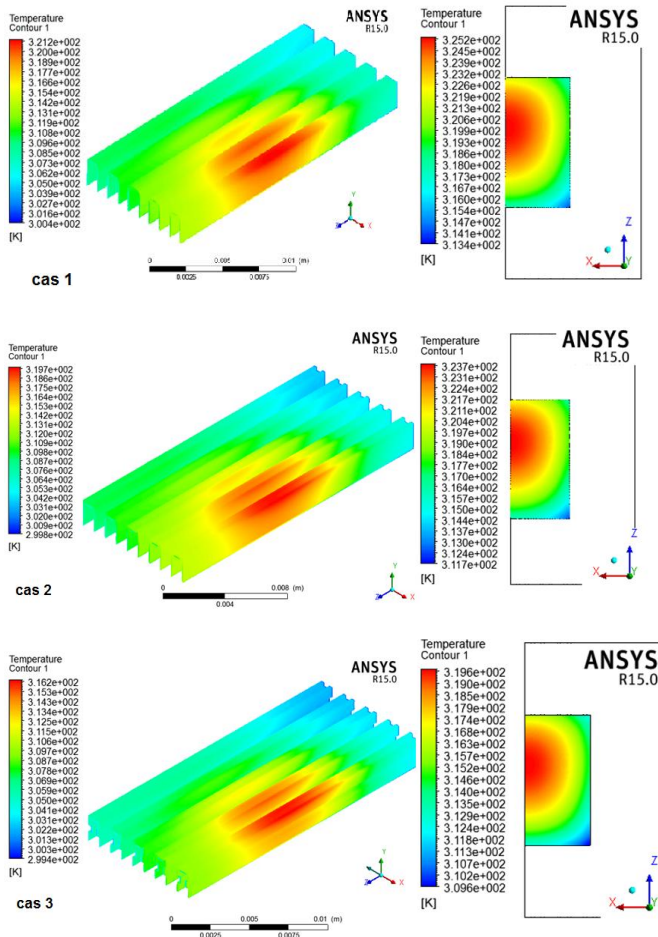 Temperature
Contour 1
3.212e+002
3.200e+002
3.189e+002
3.177e+002
3.166e+002
3.154e+002
3.142e+002
3.131e+002
3.119e+002
3.108e+002
3.096e+002
3.085e+002
3.073e+002
3.062e+002
3.050e+002
3.039e+002
3.027e+002
3.016e+002
3.004e+002
[K]
ANSYS
R15.0
Y
Z
X
0
0.005
0.01
(m)
0.0025
0.0075
cas 1
Temperature
Contour 1
3.252e+002
3.245e+002
3.239e+002
3.232e+002
3.226e+002
3.219e+002
3.213e+002
3.206e+002
3.199e+002
3.193e+002
3.186e+002
3.180e+002
3.173e+002
3.167e+002
3.160e+002
3.154e+002
3.147e+002
3.141e+002
3.134e+002
[K]
ANSYS
R15.0
Z
X
Y
Temperature
Contour 1
3.197e+002
3.186e+002
3.175e+002
3.164e+002
3.153e+002
3.142e+002
3.131e+002
3.120e+002
3.109e+002
3.098e+002
3.087e+002
3.076e+002
3.064e+002
3.053e+002
3.042e+002
3.031e+002
3.020e+002
3.009e+002
2.998e+002
[K]
ANSYS
R15.0
Y
Z
X
0
0.008
(m)
0.004
cas 2
Temperature
Contour 1
3.237e+002
3.231e+002
3.224e+002
3.217e+002
3.211e+002
3.204e+002
3.197e+002
3.190e+002
3.184e+002
3.177e+002
3.170e+002
3.164e+002
3.157e+002
3.150e+002
3.144e+002
3.137e+002
3.130e+002
3.124e+002
3.117e+002
[K]
ANSYS
R15.0
Z
X
Y
Temperature
Contour 1
3.162e+002
3.153e+002
3.143e+002
3.134e+002
3.125e+002
3.115e+002
3.106e+002
3.097e+002
3.087e+002
3.078e+002
3.069e+002
3.059e+002
3.050e+002
3.041e+002
3.031e+002
3.022e+002
3.013e+002
3.003e+002
2.994e+002
[K]
ANSYS
R15.0
Y
Z
X
0
0.005
0.01
(m)
0.0025
0.0075
cas 3
Temperature
Contour 1
3.196e+002
3.190e+002
3.185e+002
3.179e+002
3.174e+002
3.168e+002
3.163e+002
3.157e+002
3.152e+002
3.146e+002
3.140e+002
3.135e+002
3.129e+002
3.124e+002
3.118e+002
3.113e+002
3.107e+002
3.102e+002
3.096e+002
[K]
ANSYS
R15.0
Z
X
Y